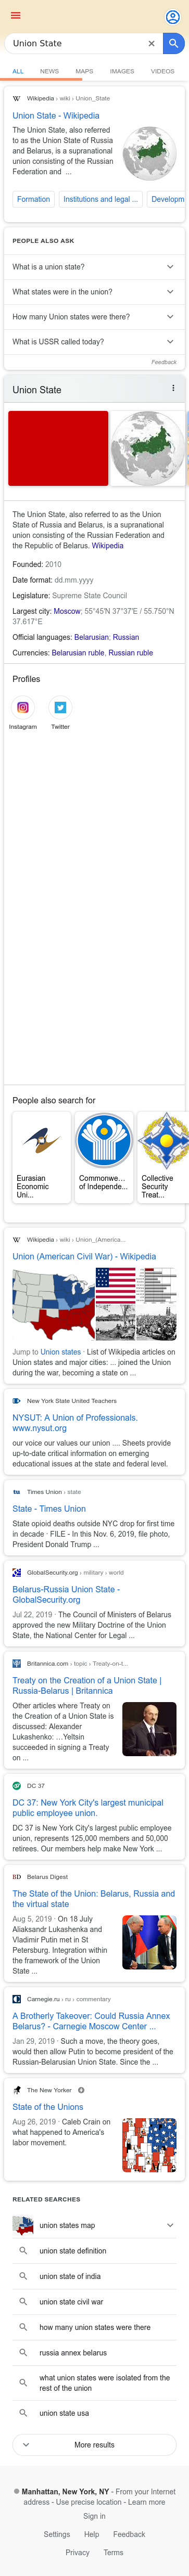 Union State
ALL NEWS MAPS IMAGES VIDEOS
Wikipedia › wiki › Union_State
Union State - Wikipedia
The Union State, also referred
to as the Union State of Russia
and Belarus, is a supranational
union consisting of the Russian
Federation and ...
Formation Institutions and legal ... Developm
PEOPLE ALSO ASK
What is a union state?
What states were in the union?
How many Union states were there?
What is USSR called today?
Feedback
Union State
The Union State, also referred to as the Union
State of Russia and Belarus, is a supranational
union consisting of the Russian Federation and
the Republic of Belarus. Wikipedia
Founded: 2010
Date format: dd.mm.yyyy
Legislature: Supreme State Council
Largest city: Moscow; 55°45′N 37°37′E / 55.750°N
37.617°E
Official languages: Belarusian; Russian
Currencies: Belarusian ruble, Russian ruble
Profiles
Instagram Twitter
People also search for
Eurasian
Economic
Uni...
Commonwe...
of Independe...
Collective
Security
Treat...
Wikipedia › wiki › Union_(America...
Union (American Civil War) - Wikipedia
Jump to Union states · List of Wikipedia articles on
Union states and major cities: ... joined the Union
during the war, becoming a state on ...
New York State United Teachers
NYSUT: A Union of Professionals.
www.nysut.org
our voice our values our union .... Sheets provide
up-to-date critical information on emerging
educational issues at the state and federal level.
Times Union › state
State - Times Union
State opioid deaths outside NYC drop for first time
in decade · FILE - In this Nov. 6, 2019, file photo,
President Donald Trump ...
GlobalSecurity.org › military › world
Belarus-Russia Union State -
GlobalSecurity.org
Jul 22, 2019 · The Council of Ministers of Belarus
approved the new Military Doctrine of the Union
State, the National Center for Legal ...
Britannica.com › topic › Treaty-on-t...
Treaty on the Creation of a Union State |
Russia-Belarus | Britannica
Other articles where Treaty on
the Creation of a Union State is
discussed: Alexander
Lukashenko: …Yeltsin
succeeded in signing a Treaty
on ...
DC 37
DC 37: New York City's largest municipal
public employee union.
DC 37 is New York City's largest public employee
union, represents 125,000 members and 50,000
retirees. Our members help make New York ...
BD Belarus Digest
The State of the Union: Belarus, Russia and
the virtual state
Aug 5, 2019 · On 18 July
Aliaksandr Lukashenka and
Vladimir Putin met in St
Petersburg. Integration within
the framework of the Union
State ...
Carnegie.ru › ru › commentary
A Brotherly Takeover: Could Russia Annex
Belarus? - Carnegie Moscow Center ...
Jan 29, 2019 · Such a move, the theory goes,
would then allow Putin to become president of the
Russian-Belarusian Union State. Since the ...
The New Yorker
State of the Unions
Aug 26, 2019 · Caleb Crain on
what happened to America's
labor movement.
RELATED SEARCHES
union states map
union state definition
union state of india
union state civil war
how many union states were there
russia annex belarus
what union states were isolated from the
rest of the union
union state usa
More results
Manhattan, New York, NY - From your Internet
address - Use precise location - Learn more
Sign in
Settings Help Feedback
Privacy Terms